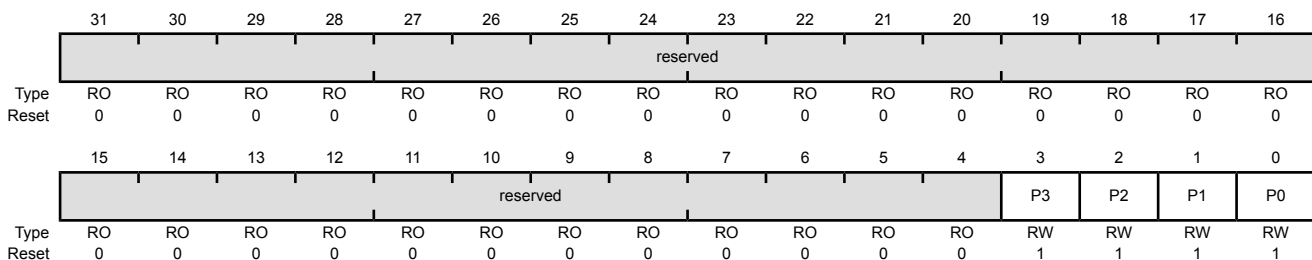 31 30 29 28 27 26 25 24 23 22 21 20 19 18 17 16
reserved
Type RO RO RO RO RO RO RO RO RO RO RO RO RO RO RO RO
Reset 0 0 0 0 0 0 0 0 0 0 0 0 0 0 0 0
15 14 13 12 11 10 9 8 7 6 5 4 3 2 1 0
reserved P3 P2 P1 P0
Type RO RO RO RO RO RO RO RO RO RO RO RO RW RW RW RW
Reset 0 0 0 0 0 0 0 0 0 0 0 0 1 1 1 1